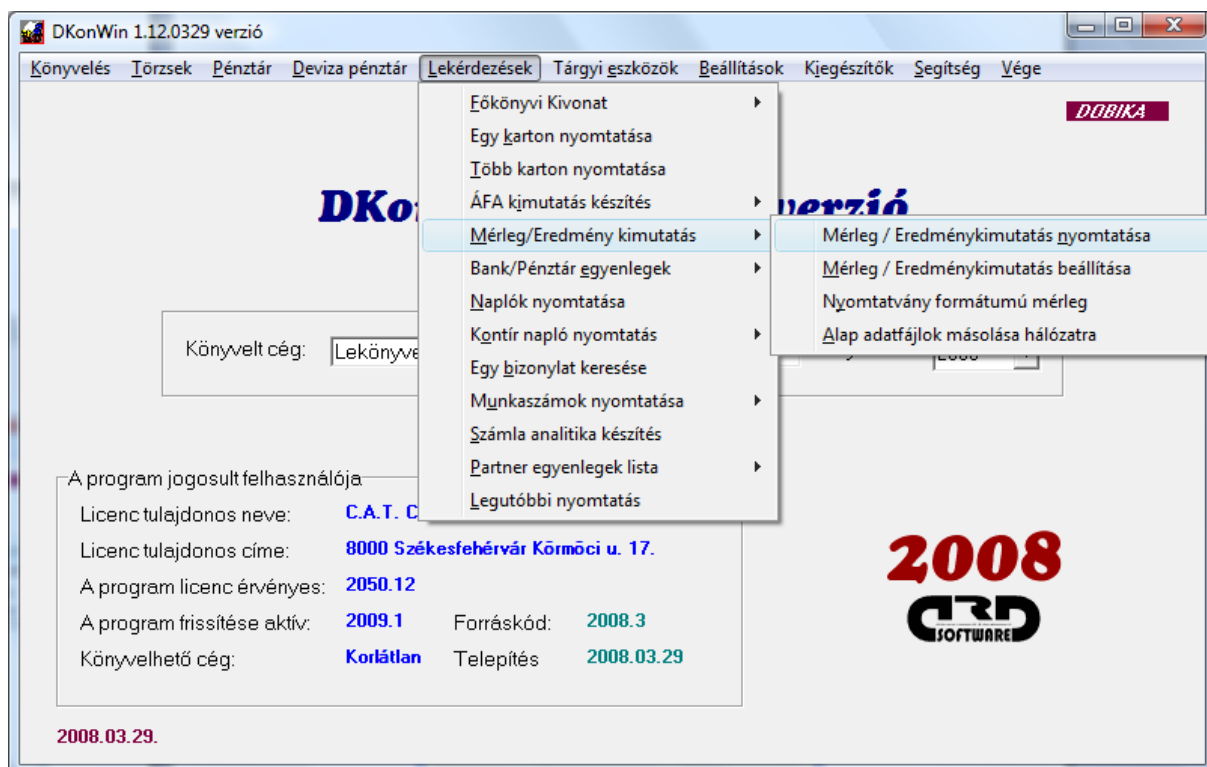 DKonWin 1.12.0329 verzió
Könyvelés Törzsek Pénztár Deviza pénztár Lekérdezések Tárgyi eszközök Beállítások Kiegészítők Segítség Vége
DOBIKA
Főkönyvi Kivonat
Egy karton nyomtatása
Több karton nyomtatása
ÁFA kimutatás készítés
Mérleg/Eredmény kimutatás
Bank/Pénztár egyenlegek
Naplók nyomtatása
Kontír napló nyomtatás
Egy bizonylat keresése
Munkaszámok nyomtatása
Számla analitika készítés
Partner egyenlegek lista
Legutóbbi nyomtatás
Mérleg / Eredménykimutatás nyomtatása
Mérleg / Eredménykimutatás beállítása
Nyomtatvány formátumú mérleg
Alap adatfájlok másolása hálózatra
verzió
Könyvelt cég:
A program jogosult felhasználója
Licenc tulajdonos neve: C.A.T. C
Licenc tulajdonos címe: 8000 Székesfehérvár Körmöci u. 17.
A program licenc érvényes: 2050.12
A program frissítése aktív: 2009.1 Forráskód: 2008.3
Könyvelhető cég: Korlátlan Telepítés 2008.03.29
2008
ARD
SOFTWARE
2008.03.29.